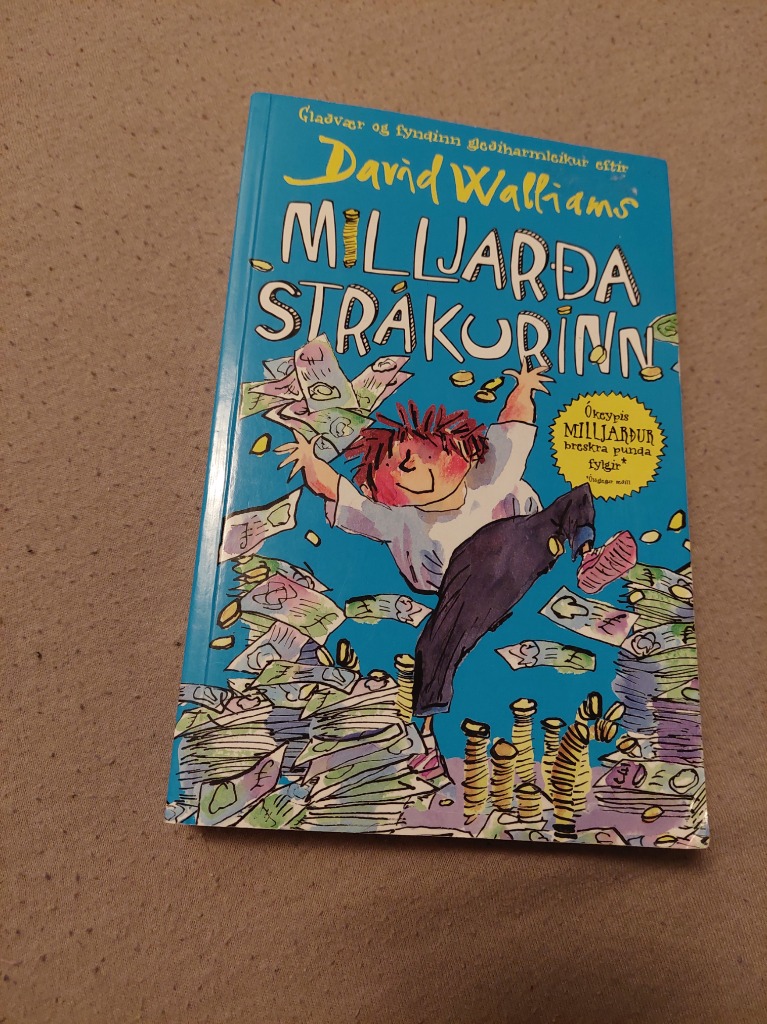 Glaðvær og fyndinn gleðiharmleikur eftir
David Walliams
MILLJARÐA
STRÁKURINN
Ókeypis
MILLJARÐUR
breskra punda
fylgir*